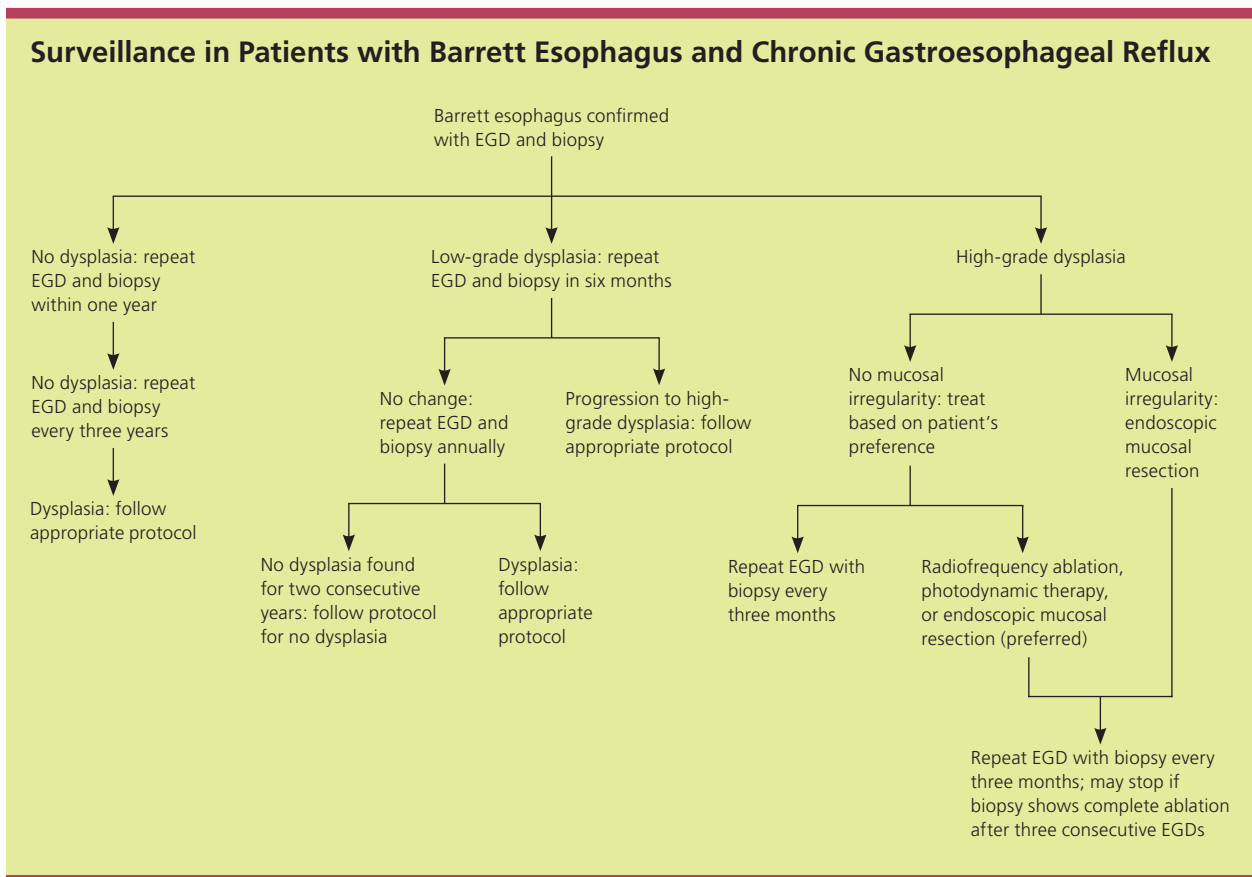 Surveillance in Patients with Barrett Esophagus and Chronic Gastroesophageal Reflux
Barrett esophagus confirmed
with EGD and biopsy
No dysplasia: repeat
EGD and biopsy
within one year
No dysplasia: repeat
EGD and biopsy
every three years
Dysplasia: follow
appropriate protocol
Low-grade dysplasia: repeat
EGD and biopsy in six months
No change:
repeat EGD and
biopsy annually
Progression to high-
grade dysplasia: follow
appropriate protocol
No dysplasia found
for two consecutive
years: follow protocol
for no dysplasia
Dysplasia:
follow
appropriate
protocol
High-grade dysplasia
No mucosal
irregularity: treat
based on patient’s
preference
Mucosal
irregularity:
endoscopic
mucosal
resection
Repeat EGD with
biopsy every
three months
Radiofrequency ablation,
photodynamic therapy,
or endoscopic mucosal
resection (preferred)
Repeat EGD with biopsy every
three months; may stop if
biopsy shows complete ablation
after three consecutive EGDs